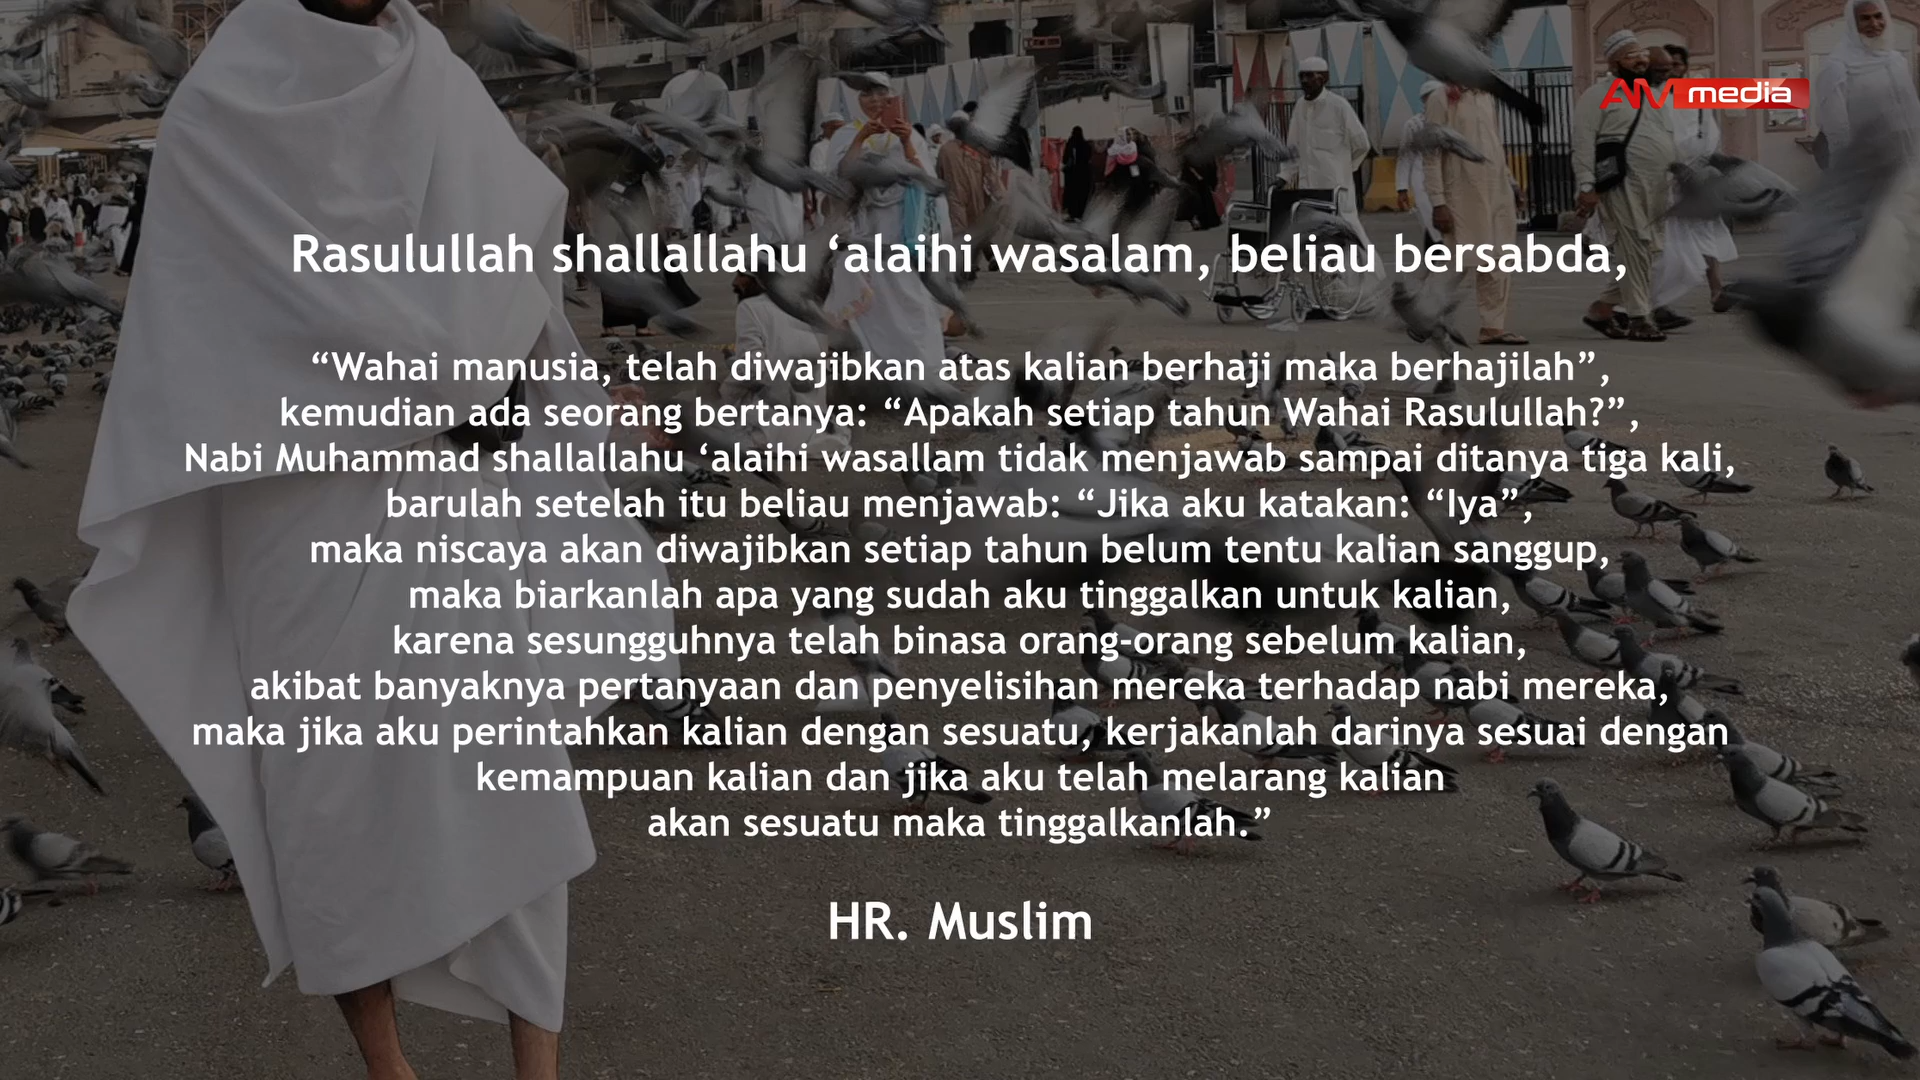 AM media
Rasulullah shallallahu ‘alaihi wasalam, beliau bersabda,
“Wahai manusia, telah diwajibkan atas kalian berhaji maka berhajilah”,
kemudian ada seorang bertanya: “Apakah setiap tahun Wahai Rasulullah?”,
Nabi Muhammad shallallahu ‘alaihi wasallam tidak menjawab sampai ditanya tiga kali,
barulah setelah itu beliau menjawab: “Jika aku katakan: “Iya”,
maka niscaya akan diwajibkan setiap tahun belum tentu kalian sanggup,
maka biarkanlah apa yang sudah aku tinggalkan untuk kalian,
karena sesungguhnya telah binasa orang-orang sebelum kalian,
akibat banyaknya pertanyaan dan penyelisihan mereka terhadap nabi mereka,
maka jika aku perintahkan kalian dengan sesuatu, kerjakanlah darinya sesuai dengan
kemampuan kalian dan jika aku telah melarang kalian
akan sesuatu maka tinggalkanlah.”
HR. Muslim